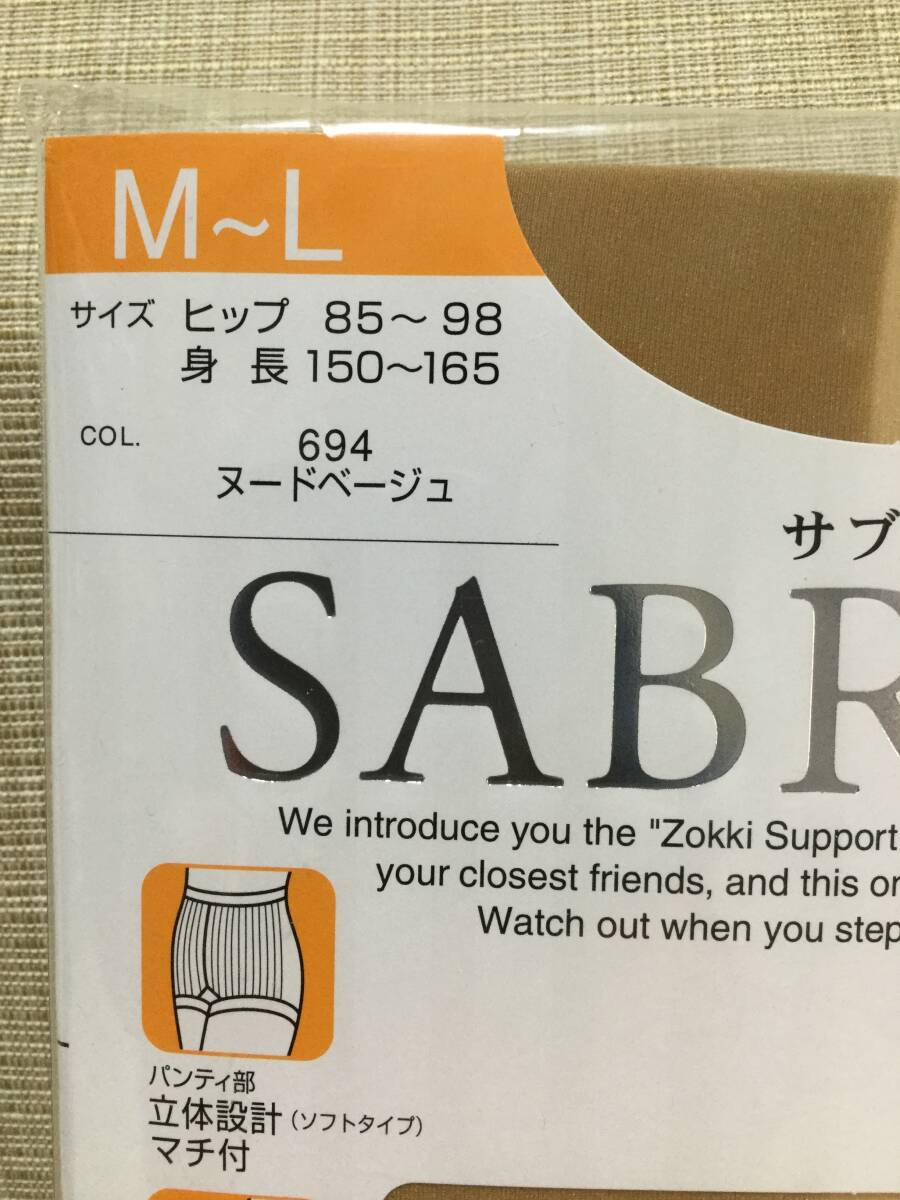 M~L
サイズ ヒップ 85〜98
身 長 150〜165
COL. 694
ヌードベージュ
サブ
SABR
We introduce you the "Zokki Support
your closest friends, and this
Watch out when you step
パンティ部
立体設計（ソフトタイプ）
マチ付